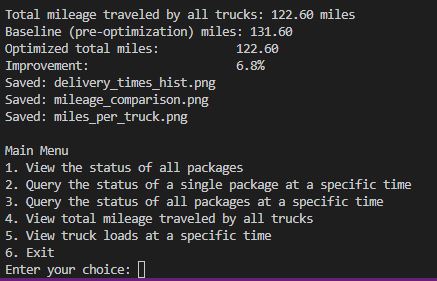 Total mileage traveled by all trucks: 122.60 miles
Baseline (pre-optimization) miles: 131.60
Optimized total miles:            122.60
Improvement:                      6.8%
Saved: delivery_times_hist.png
Saved: mileage_comparison.png
Saved: miles_per_truck.png

Main Menu
1. View the status of all packages
2. Query the status of a single package at a specific time
3. Query the status of all packages at a specific time
4. View total mileage traveled by all trucks
5. View truck loads at a specific time
6. Exit
Enter your choice: